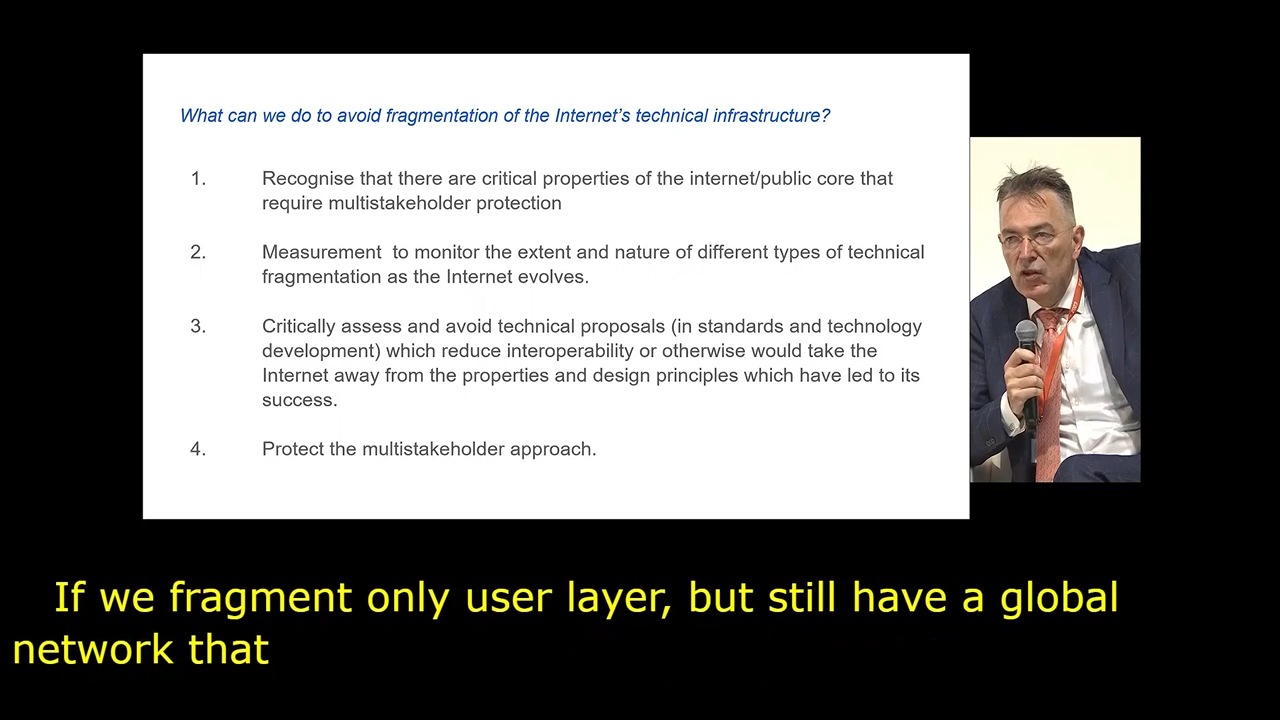 What can we do to avoid fragmentation of the Internet’s technical infrastructure?
1. Recognise that there are critical properties of the internet/public core that
require multistakeholder protection
2. Measurement  to monitor the extent and nature of different types of technical
fragmentation as the Internet evolves.
3. Critically assess and avoid technical proposals (in standards and technology
development) which reduce interoperability or otherwise would take the
Internet away from the properties and design principles which have led to its
success.
4. Protect the multistakeholder approach.
If we fragment only user layer, but still have a global
network that